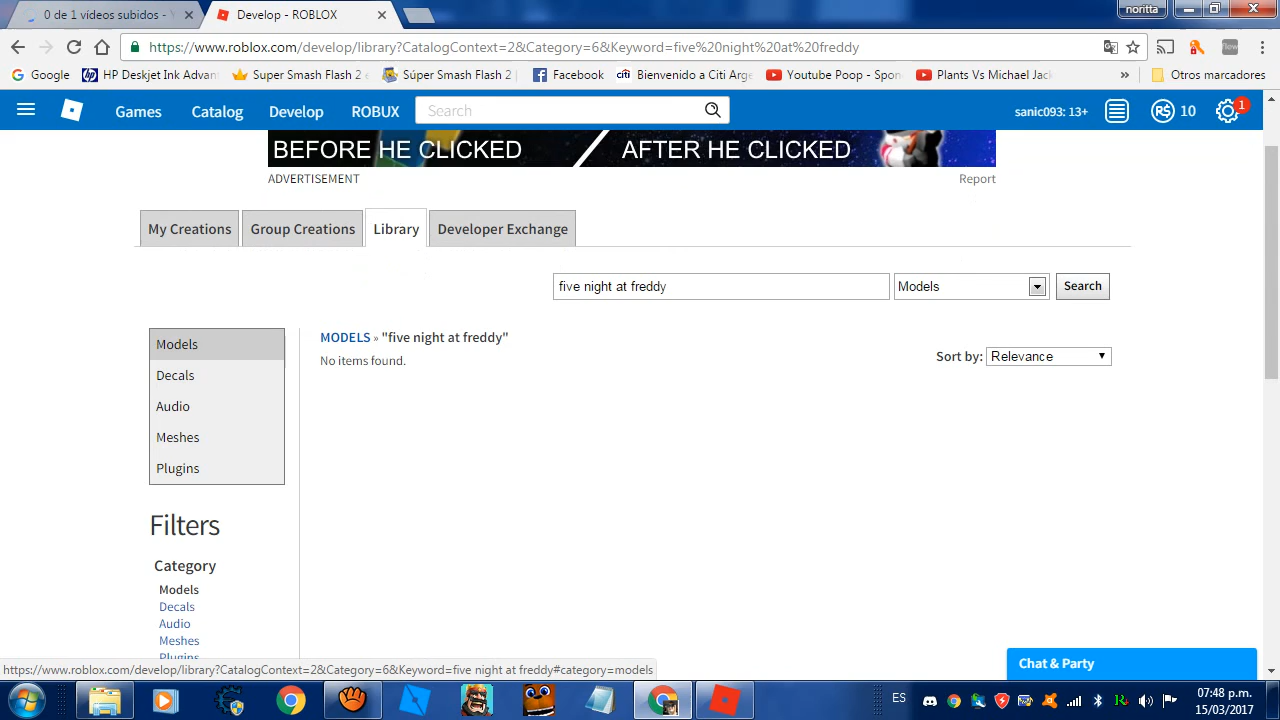 0 de 1 vídeos subidos - Y
Develop - ROBLOX
noritta
https://www.roblox.com/develop/library?CatalogContext=2&Category=6&Keyword=five%20night%20at%20freddy
Google
HP Deskjet Ink Advan
Super Smash Flash 2
Súper Smash Flash 2
Facebook
Bienvenido a Citi Arge
Youtube Poop - Spon
Plants Vs Michael Jack
»
Otros marcadores
Games
Catalog
Develop
ROBUX
Search
sanic093: 13+
10
1
BEFORE HE CLICKED
AFTER HE CLICKED
ADVERTISEMENT
Report
My Creations
Group Creations
Library
Developer Exchange
five night at freddy
Models
Search
Models
Decals
Audio
Meshes
Plugins
MODELS » "five night at freddy"
No items found.
Sort by:
Relevance
Filters
Category
Models
Decals
Audio
Meshes
Plugins
https://www.roblox.com/develop/library?CatalogContext=2&Category=6&Keyword=five night at freddy#category=models
Chat & Party
ES
07:48 p.m.
15/03/2017